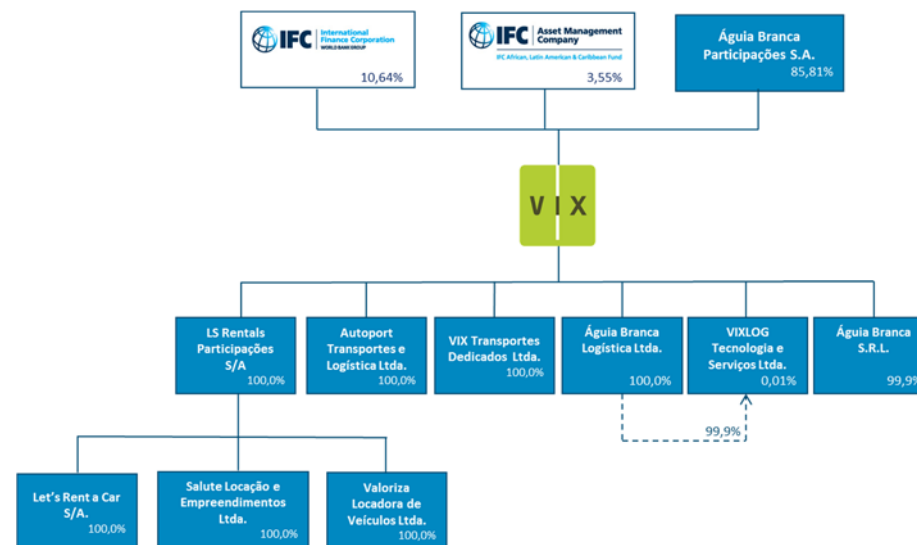 IFC
International
Finance Corporation
WORLD BANK GROUP
10,64%
IFC
Asset Management
Company
IFC African, Latin American & Caribbean Fund
3,55%
Águia Branca
Participações S.A.
85,81%
VIX
LS Rentals
Participações
S/A
100,0%
Autoport
Transportes e
Logística Ltda.
100,0%
VIX Transportes
Dedicados Ltda.
100,0%
Águia Branca
Logística Ltda.
100,0%
VIXLOG
Tecnologia e
Serviços Ltda.
0,01%
Águia Branca
S.R.L.
99,9%
99,9%
Let's Rent a Car
S/A.
100,0%
Salute Locação e
Empreendimentos
Ltda.
100,0%
Valoriza
Locadora de
Veículos Ltda.
100,0%